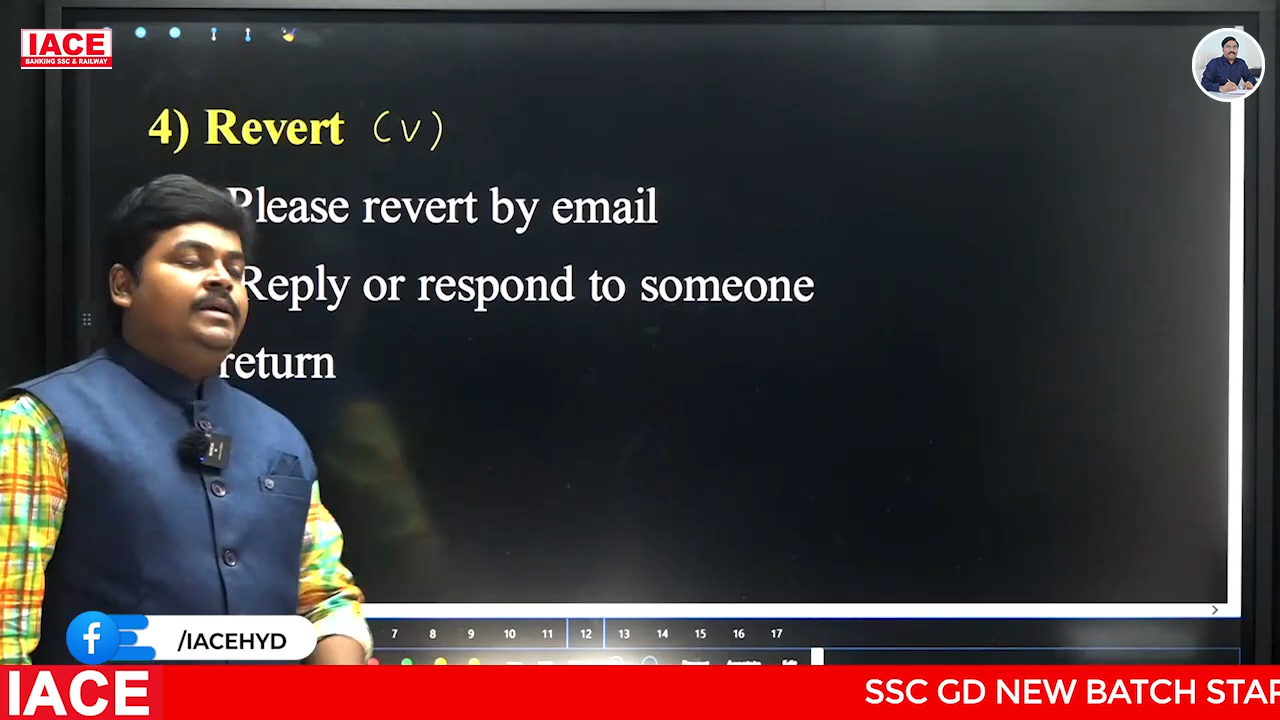 IACE
BANKING SSC & RAILWAY
4) Revert (v)
Please revert by email
Reply or respond to someone
return
7 8 9 10 11 12 13 14 15 16 17
/IACEHYD
IACE
SSC GD NEW BATCH STAR